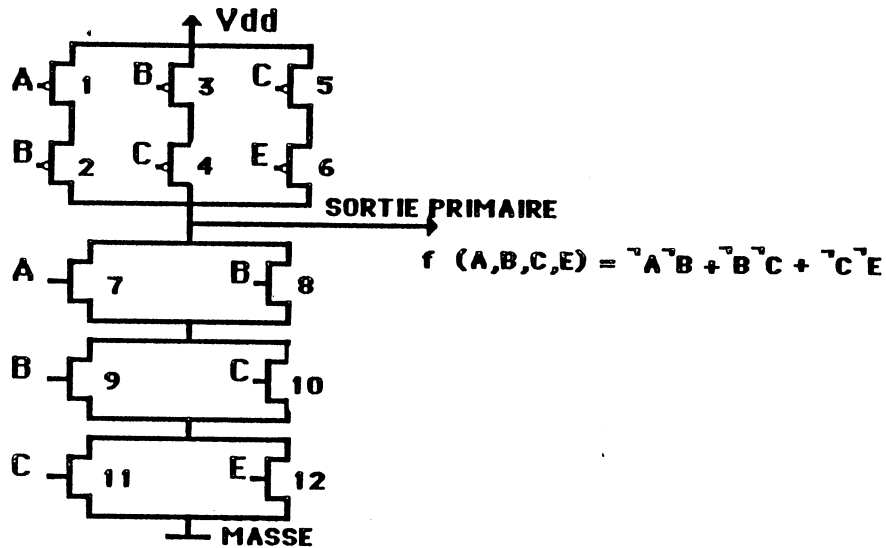 Vdd
A 1 B 3 C 5
B 2 C 4 E 6
SORTIE PRIMAIRE
f (A,B,C,E) = ¬A¬B + ¬B¬C + ¬C¬E
A 7 B 8
B 9 C 10
C 11 E 12
MASSE